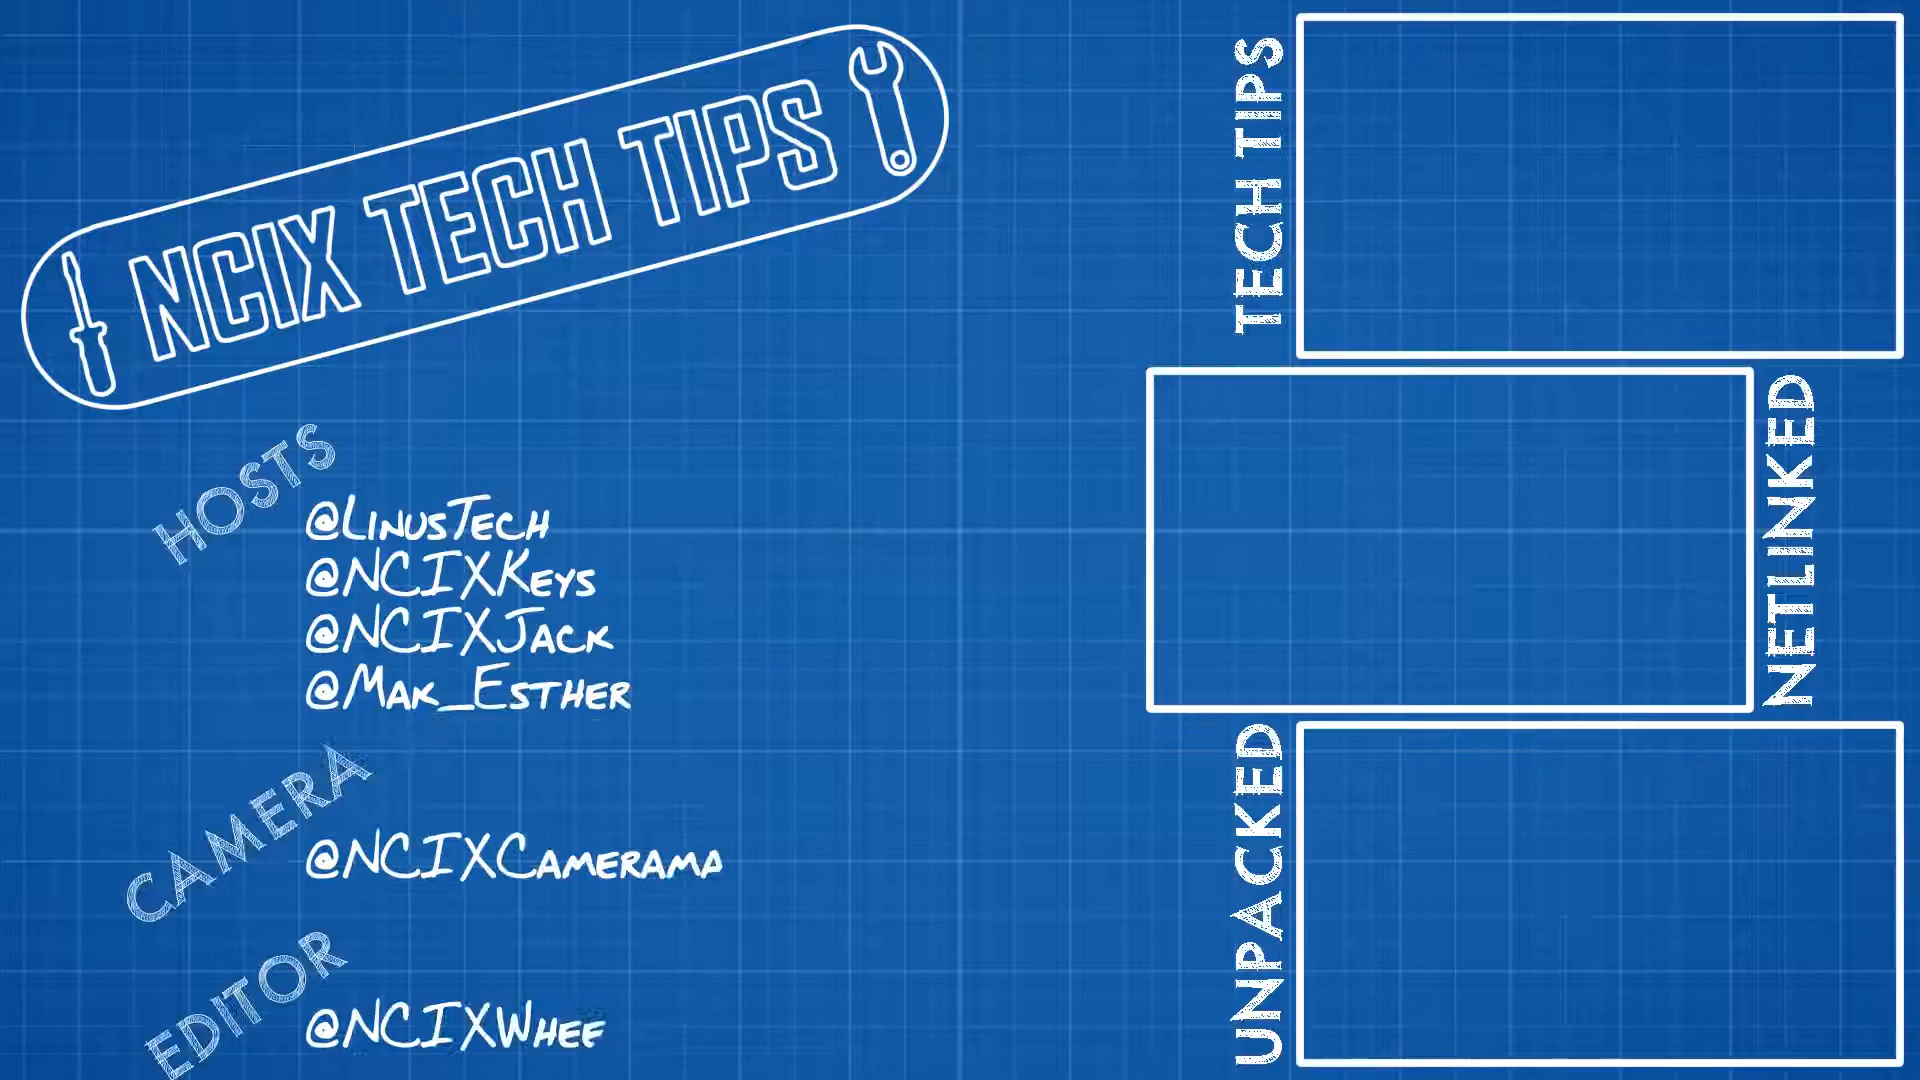 NCIX TECH TIPS
HOSTS
@LinusTech
@NCIXKeys
@NCIXJack
@Mak_Esther
CAMERA
@NCIXCamerama
EDITOR
@NCIXWhee
TECH TIPS
NETLINKED
UNPACKED